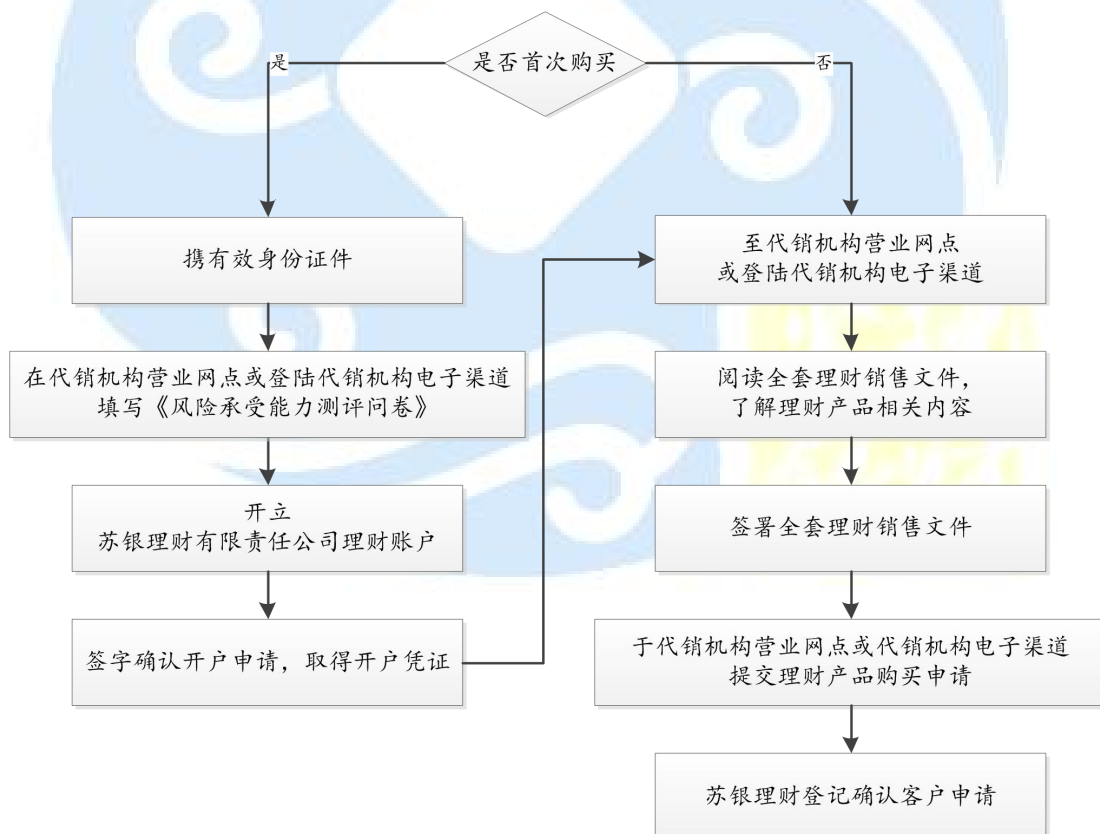 是否首次购买
是
否
携有效身份证件
在代销机构营业网点或登陆代销机构电子渠道
填写《风险承受能力测评问卷》
开立
苏银理财有限责任公司理财账户
签字确认开户申请，取得开户凭证
至代销机构营业网点
或登陆代销机构电子渠道
阅读全套理财销售文件，
了解理财产品相关内容
签署全套理财销售文件
于代销机构营业网点或代销机构电子渠道
提交理财产品购买申请
苏银理财登记确认客户申请